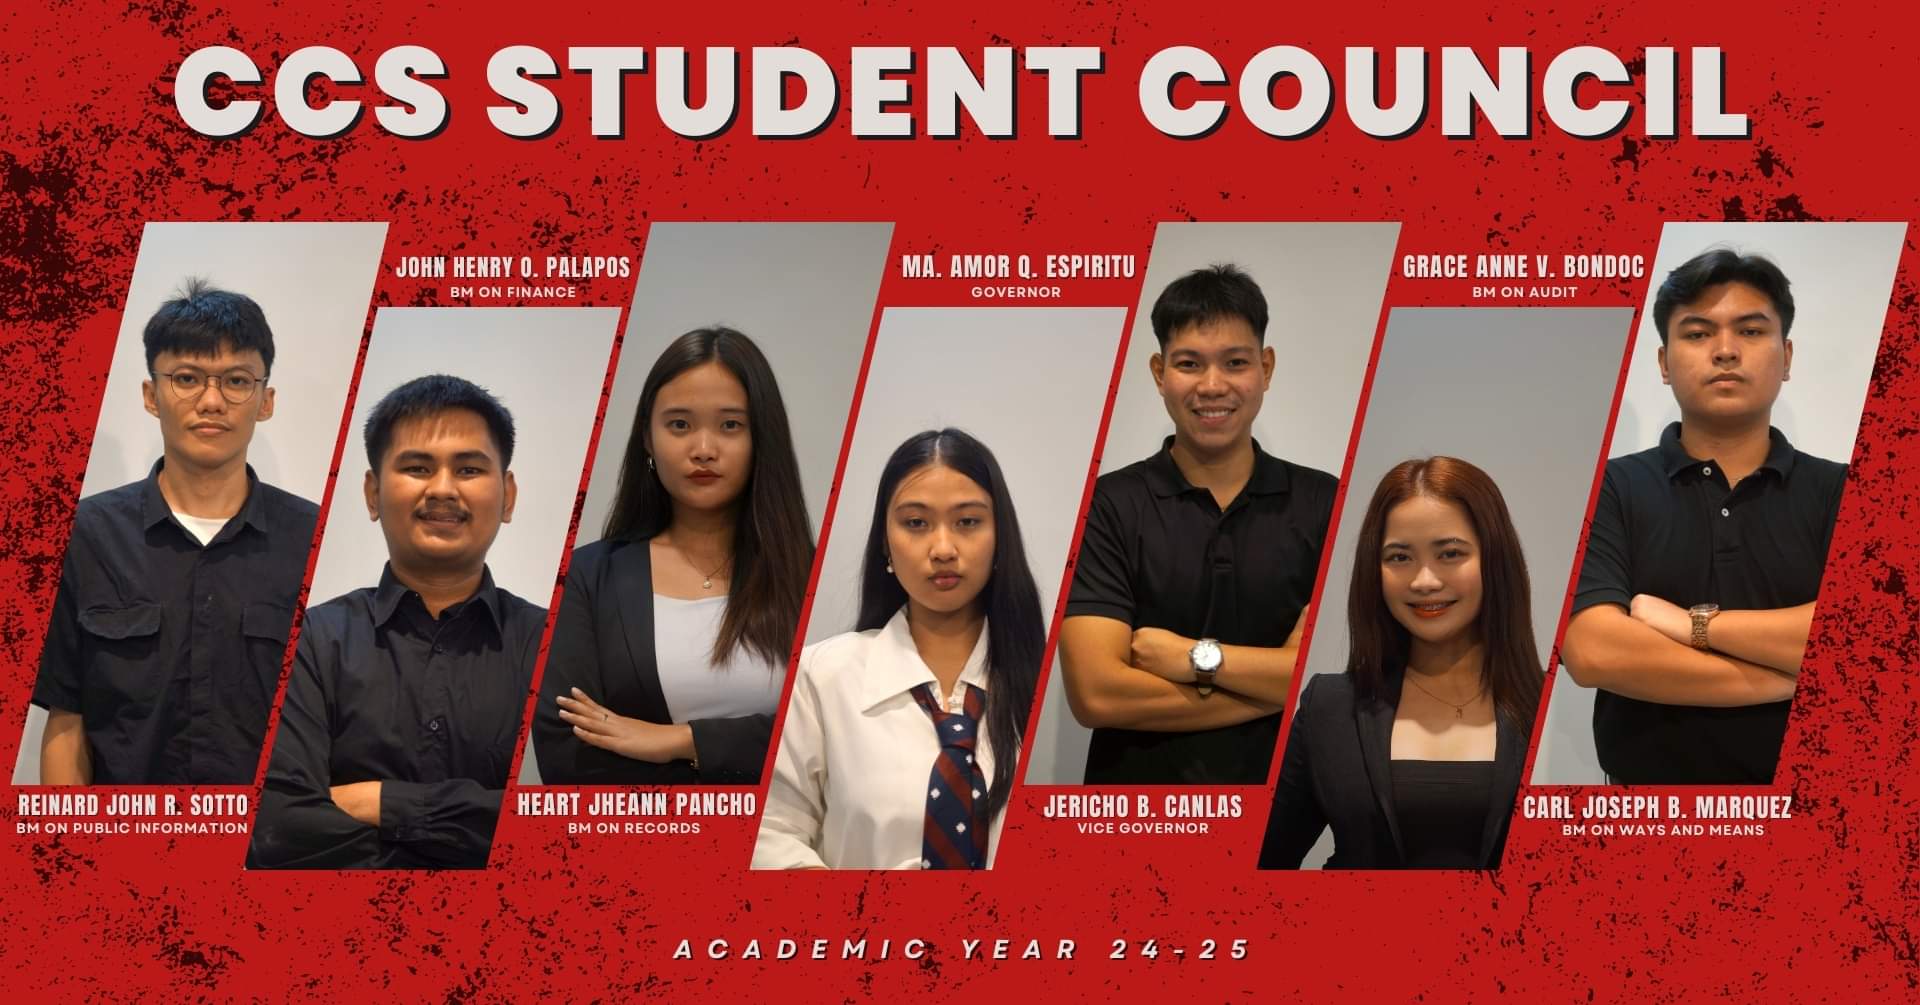 CCS STUDENT COUNCIL
JOHN HENRY O. PALAPOS
BM ON FINANCE
MA. AMOR Q. ESPIRITU
GOVERNOR
GRACE ANNE V. BONDOC
BM ON AUDIT
REINARD JOHN R. SOTTO
BM ON PUBLIC INFORMATION
HEART JHEANN PANCHO
BM ON RECORDS
JERICHO B. CANLAS
VICE GOVERNOR
CARL JOSEPH B. MARQUEZ
BM ON WAYS AND MEANS
ACADEMIC YEAR 24-25